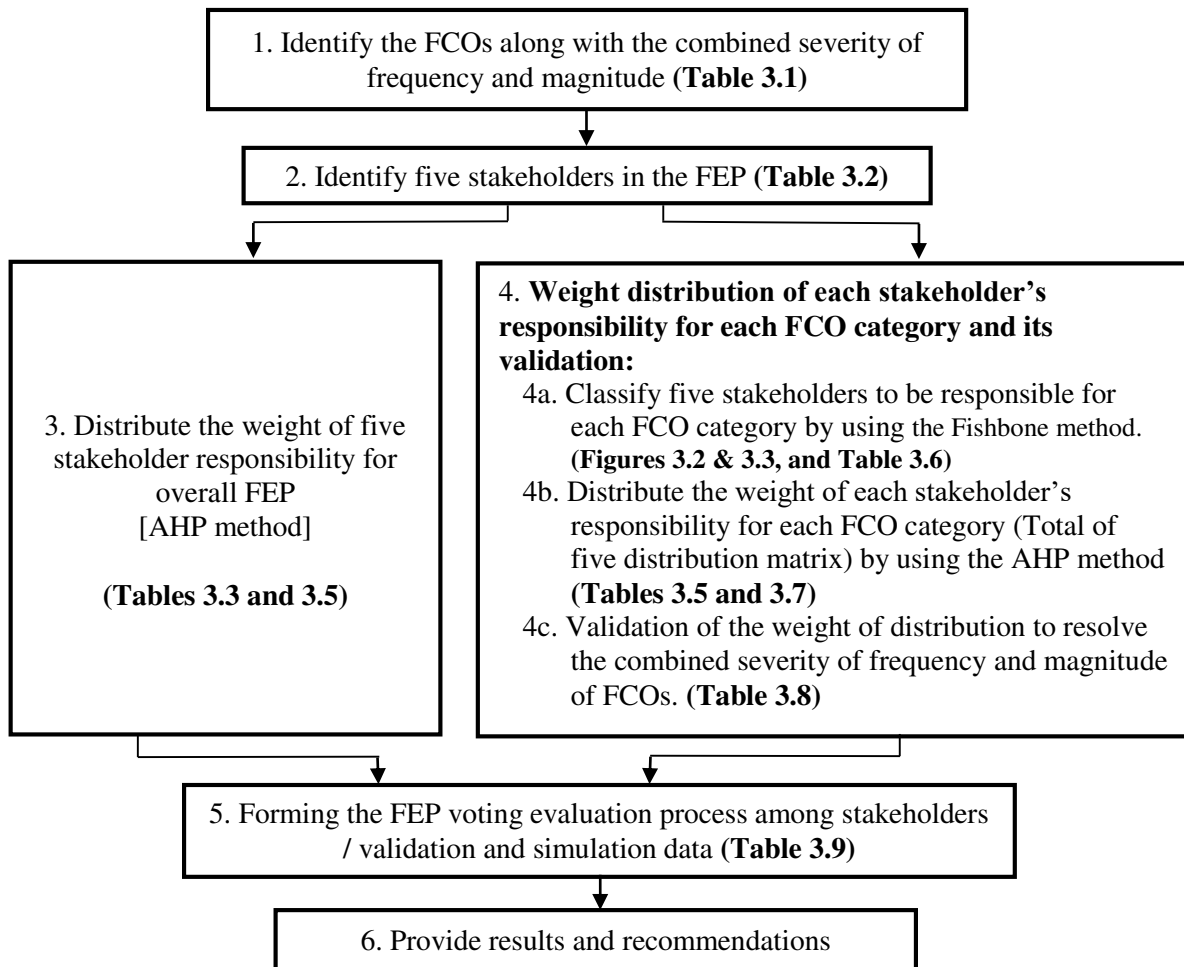 1. Identify the FCOs along with the combined severity of
frequency and magnitude (Table 3.1)
2. Identify five stakeholders in the FEP (Table 3.2)
3. Distribute the weight of five
stakeholder responsibility for
overall FEP
[AHP method]
(Tables 3.3 and 3.5)
4. Weight distribution of each stakeholder’s
responsibility for each FCO category and its
validation:
4a. Classify five stakeholders to be responsible for
each FCO category by using the Fishbone method.
(Figures 3.2 & 3.3, and Table 3.6)
4b. Distribute the weight of each stakeholder’s
responsibility for each FCO category (Total of
five distribution matrix) by using the AHP method
(Tables 3.5 and 3.7)
4c. Validation of the weight of distribution to resolve
the combined severity of frequency and magnitude
of FCOs. (Table 3.8)
5. Forming the FEP voting evaluation process among stakeholders
/ validation and simulation data (Table 3.9)
6. Provide results and recommendations